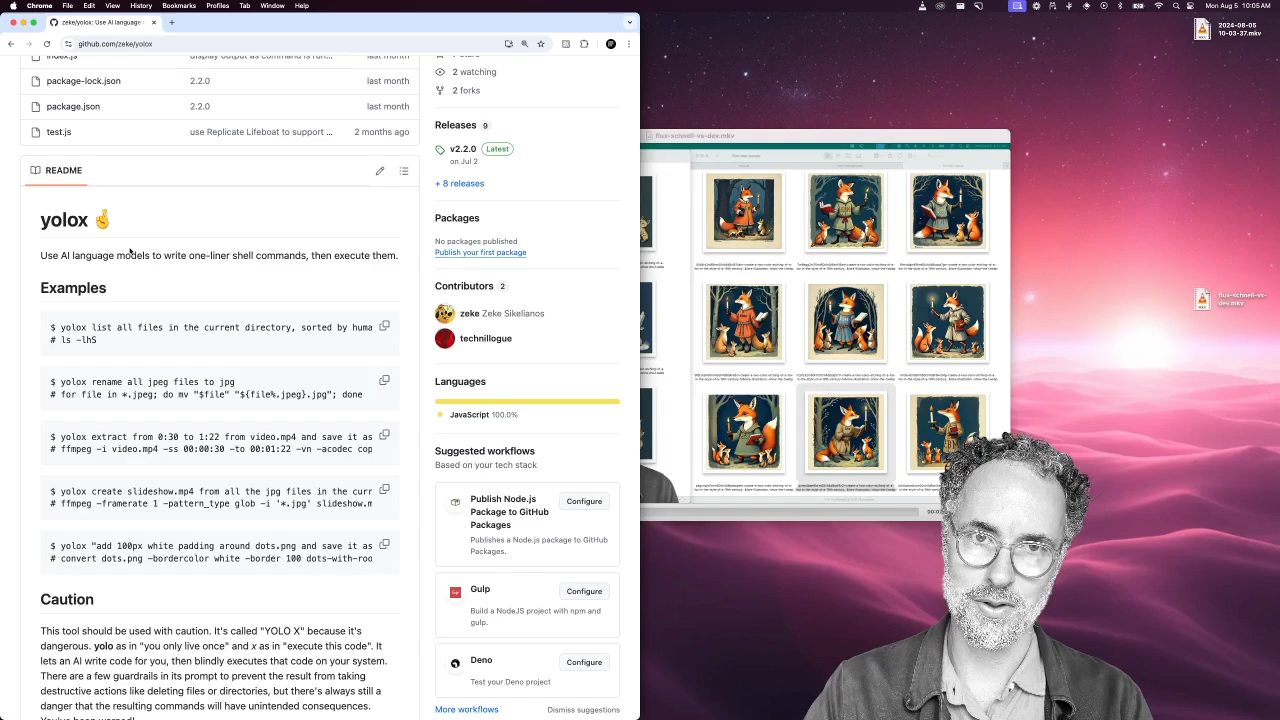 Chrome File Edit View History Bookmarks Profiles Tab Window Help
Mon Aug 5 10:05 AM
zeke/yolox: Use AI language
github.com/zeke/yolox
index.js
display output as command is run...
last month
package-lock.json
2.2.0
last month
package.json
2.2.0
last month
test.js
use Replicate Lifeboat to support ...
2 months ago
README
yolox 🤞
Use AI language models to write one-liner shell commands, then execute them.
Examples
$ yolox list all files in the current directory, sorted by huma
# ls -lhS
$ yolox rename all jpeg files to jpg
# for file in *.jpeg; do mv "$file" "${file%.jpeg}.jpg"; done
$ yolox extract from 0:30 to 1:22 from video.mp4 and save it as
# ffmpeg -i video.mp4 -ss 00:00:30 -to 00:01:22 -vn -acodec cop
$ yolox create slideshow.mp4 from all the jpg files in the curr
# ffmpeg -framerate 1 -pattern_type glob -i '*.jpg' slideshow.m
$ yolox "add 100px white padding around dots.png and save it as
# convert dots.png -bordercolor white -border 100 dots-with-roo
Caution
This tool should be used with caution. It's called "YOLO X" because it's
dangerous. yolo as in "you only live once" and x as in "execute this code". It
lets an AI write code for you, then blindly executes that code on your system.
There are a few guardrails in its prompt to prevent the result from taking
destructive actions like deleting files or directories, but there's always still a
danger that the resulting commands will have unintended consequences.
You've been warned!
2 watching
2 forks
Releases 9
v2.2.0 Latest
on Jul 2
+ 8 releases
Packages
No packages published
Publish your first package
Contributors 2
zeke Zeke Sikelianos
technillogue
Languages
JavaScript 100.0%
Suggested workflows
Based on your tech stack
Publish Node.js
Package to GitHub
Packages
Configure
Publishes a Node.js package to GitHub
Packages.
Gulp
Configure
Build a NodeJS project with npm and
gulp.
Deno
Configure
Test your Deno project
More workflows
Dismiss suggestions
flux-schnell-vs-dev.mkv
2024-08-05
10-03-37.mkv
flux-schnell-vs-
dev.mkv